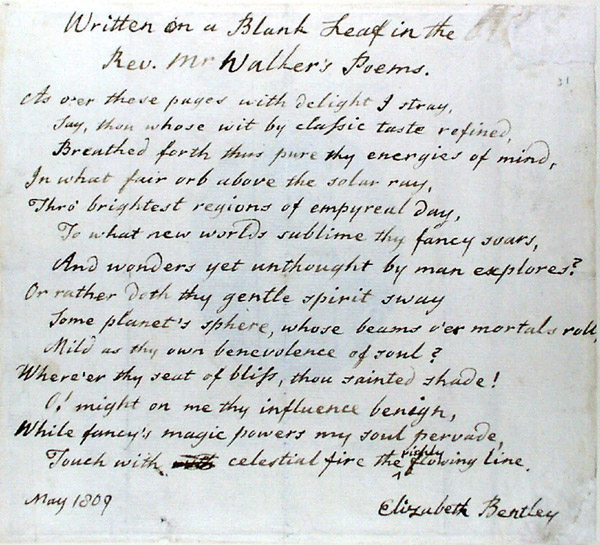 Written on a Blank Leaf in the
Rev. Mr Walker's Poems.
31
As o'er these pages with delight I stray,
Say, thou whose wit by classic taste refined,
Breathed forth thus pure thy energies of mind,
In what fair orb above the solar ray,
Thro' brightest regions of empyreal day,
To what new worlds sublime thy fancy soars,
And wonders yet unthought by man explores?
Or rather doth thy gentle spirit sway
Some planet's sphere, whose beams o'er mortals roll,
Mild as thy own benevolence of soul?
Where'er thy seat of bliss, thou sainted shade!
O! might on me thy influence benign,
While fancy's magic powers my soul pervade,
Touch with celestial fire the richly flowing line.
May 1809
Elizabeth Bentley